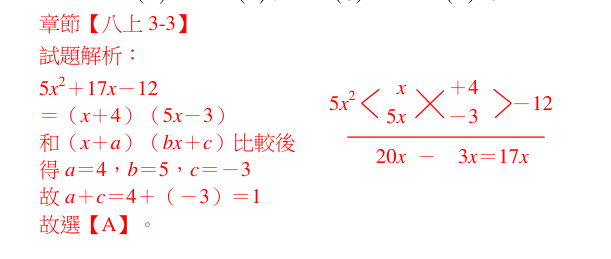 章節【八上 3-3】
試題解析：
5x²＋17x－12
＝（x＋4）（5x－3）
和（x＋a）（bx＋c）比較後
得 a＝4，b＝5，c＝－3
故 a＋c＝4＋（－3）＝1
故選【A】。
x ＋4
5x² －12
5x －3
20x － 3x＝17x